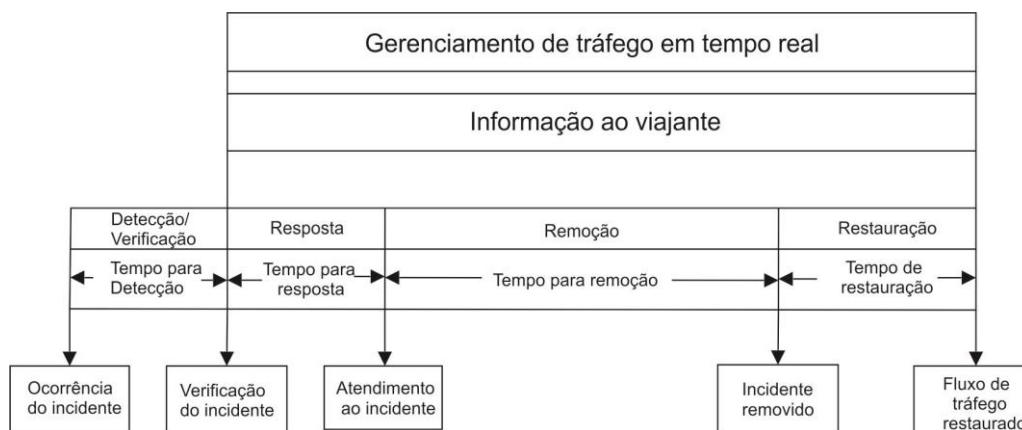 Gerenciamento de tráfego em tempo real
Informação ao viajante
Detecção/
Verificação
Resposta
Remoção
Restauração
Tempo para
Detecção
Tempo para
resposta
Tempo para remoção
Tempo de
restauração
Ocorrência
do incidente
Verificação
do incidente
Atendimento
ao incidente
Incidente
removido
Fluxo de
tráfego
restaurado